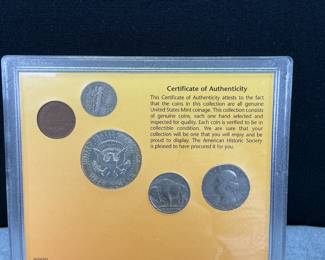 Certificate of Authenticity
This Certificate of Authenticity attests to the fact
that the coins in this collection are all genuine
United States Mint coinage. This collection consists
of genuine coins, each one hand selected and
inspected for quality. Each coin is verified to be in
collectible condition. We are sure that your
collection will be one that you will enjoy and be
proud to display. The American Historic Society
is pleased to have procured it for you.